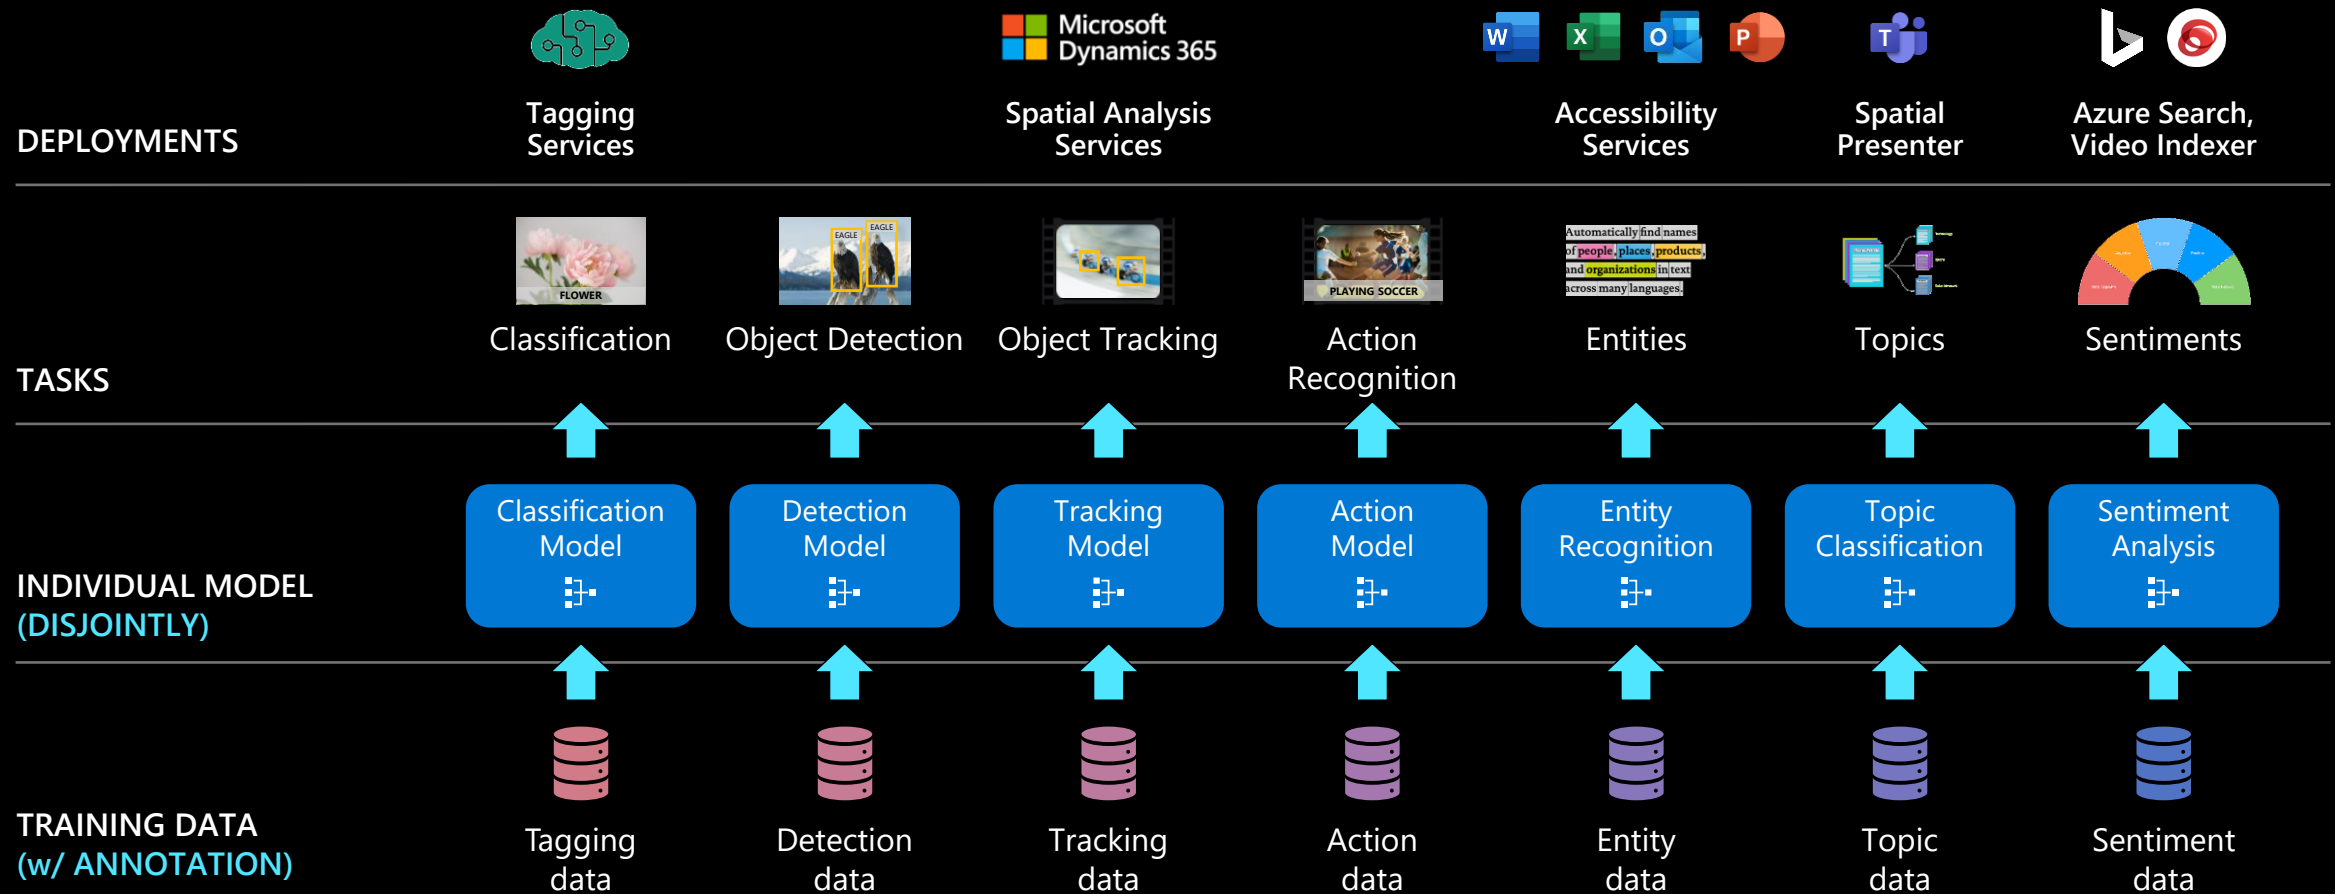 Microsoft
Dynamics 365
W
X
O
P
T
Tagging
Services
Spatial Analysis
Services
Accessibility
Services
Spatial
Presenter
Azure Search,
Video Indexer
DEPLOYMENTS
FLOWER
EAGLE
EAGLE
PLAYING SOCCER
Automatically find names
of people, places, products,
and organizations in text
across many languages.
Classification
Object Detection
Object Tracking
Action
Recognition
Entities
Topics
Sentiments
TASKS
Classification
Model
Detection
Model
Tracking
Model
Action
Model
Entity
Recognition
Topic
Classification
Sentiment
Analysis
INDIVIDUAL MODEL
(DISJOINTLY)
TRAINING DATA
(w/ ANNOTATION)
Tagging
data
Detection
data
Tracking
data
Action
data
Entity
data
Topic
data
Sentiment
data